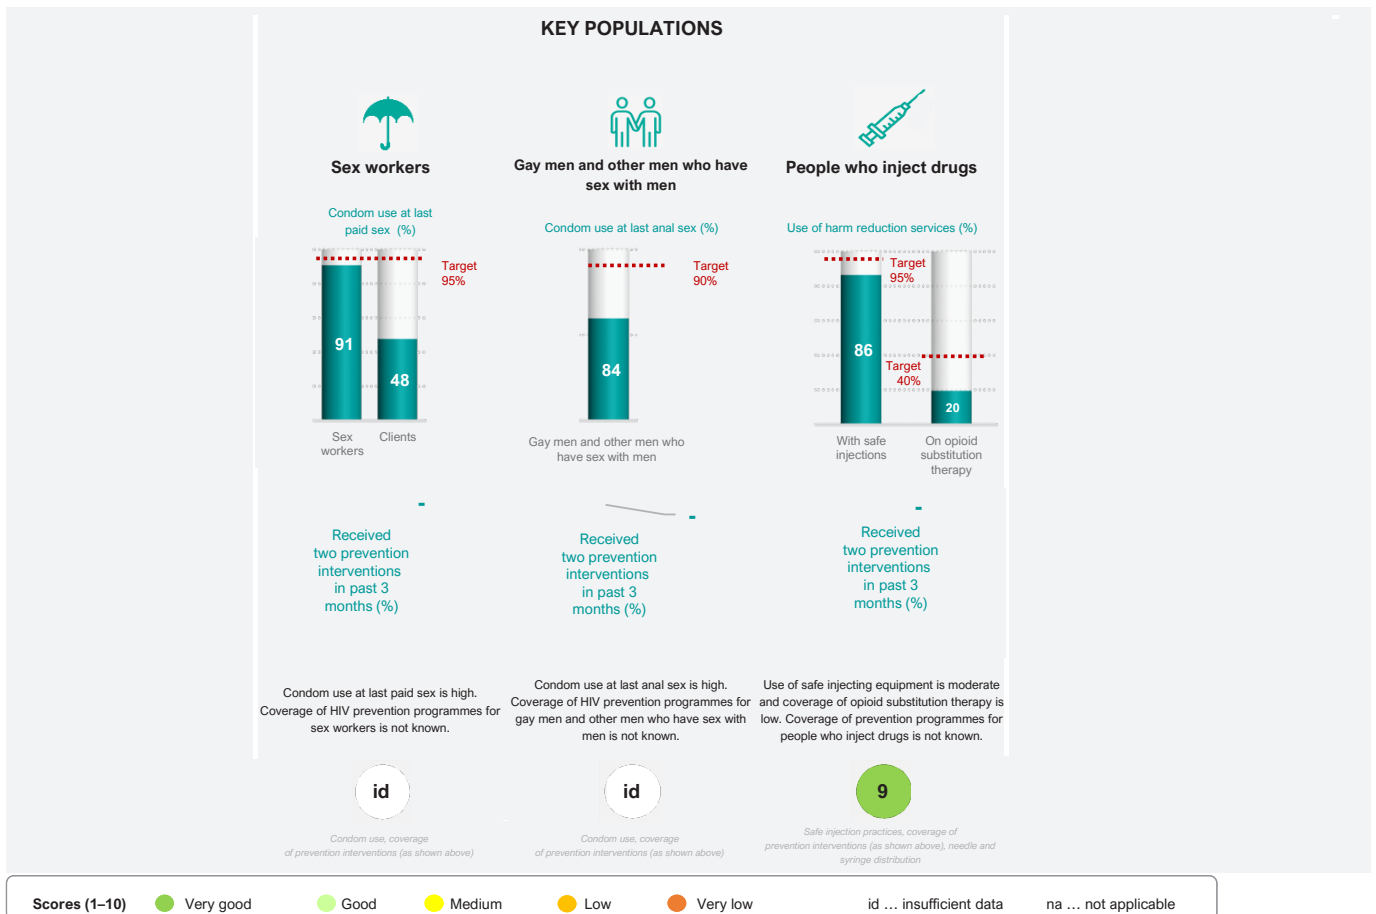 KEY POPULATIONS
Sex workers
Condom use at last
paid sex (%)
Target
95%
91
48
Sex
workers
Clients
-
Received
two prevention
interventions
in past 3
months (%)
Condom use at last paid sex is high.
Coverage of HIV prevention programmes for
sex workers is not known.
id
Condom use, coverage
of prevention interventions (as shown above)
Gay men and other men who have
sex with men
Condom use at last anal sex (%)
Target
90%
84
Gay men and other men who
have sex with men
-
Received
two prevention
interventions
in past 3
months (%)
Condom use at last anal sex is high.
Coverage of HIV prevention programmes for
gay men and other men who have sex with
men is not known.
id
Condom use, coverage
of prevention interventions (as shown above)
People who inject drugs
Use of harm reduction services (%)
Target
95%
86
Target
40%
20
With safe
injections
On opioid
substitution
therapy
-
Received
two prevention
interventions
in past 3
months (%)
Use of safe injecting equipment is moderate
and coverage of opioid substitution therapy is
low. Coverage of prevention programmes for
people who inject drugs is not known.
9
Safe injection practices, coverage of
prevention interventions (as shown above), needle and
syringe distribution
Scores (1–10) Very good Good Medium Low Very low id … insufficient data na … not applicable